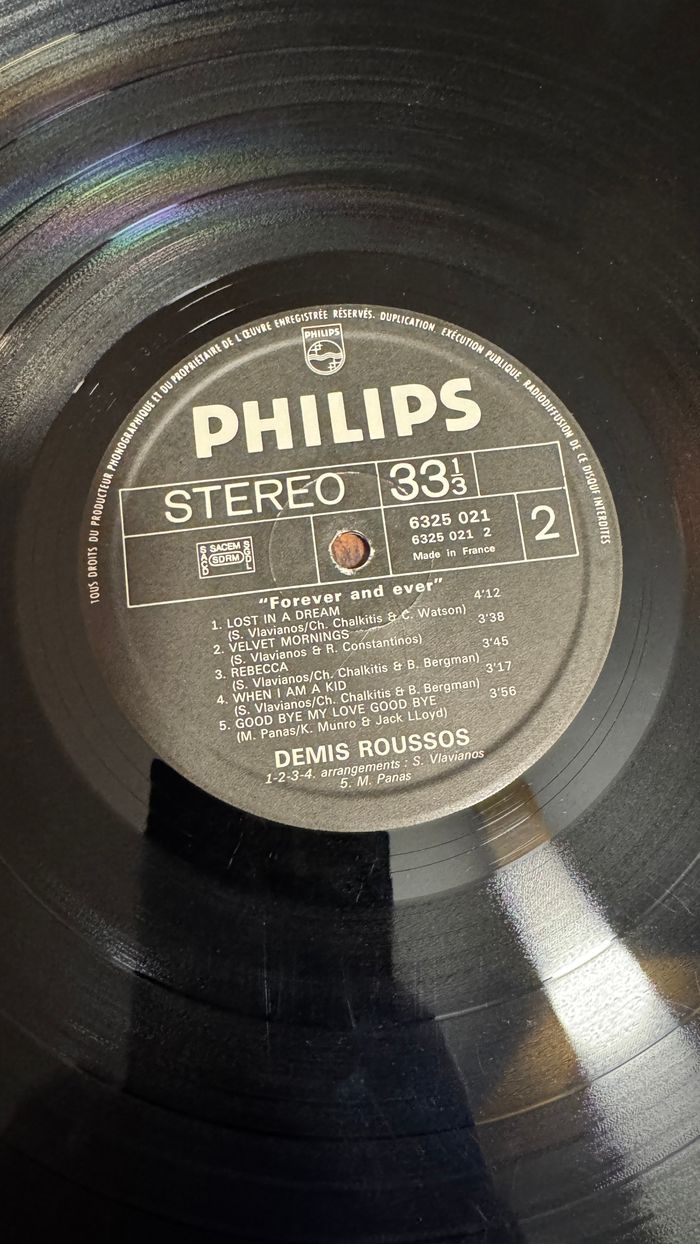 TOUS DROITS DU PRODUCTEUR PHONOGRAPHIQUE ET DU PROPRIÉTAIRE DE L'ŒUVRE ENREGISTRÉE RÉSERVÉS. DUPLICATION, EXÉCUTION PUBLIQUE, RADIODIFFUSION DE CE DISQUE INTERDITES
PHILIPS
PHILIPS
STEREO 33 1/3
SACEM
SACD SDRM SGDL
6325 021
6325 021 2
Made in France
2
"Forever and ever"
1. LOST IN A DREAM 4'12
(S. Vlavianos/Ch. Chalkitis & C. Watson)
2. VELVET MORNINGS 3'38
(S. Vlavianos & R. Constantinos)
3. REBECCA 3'45
(S. Vlavianos/Ch. Chalkitis & B. Bergman)
4. WHEN I AM A KID 3'17
(S. Vlavianos/Ch. Chalkitis & B. Bergman)
5. GOOD BYE MY LOVE GOOD BYE 3'56
(M. Panas/K. Munro & Jack LLoyd)
DEMIS ROUSSOS
1-2-3-4. arrangements : S. Vlavianos
5. M. Panas